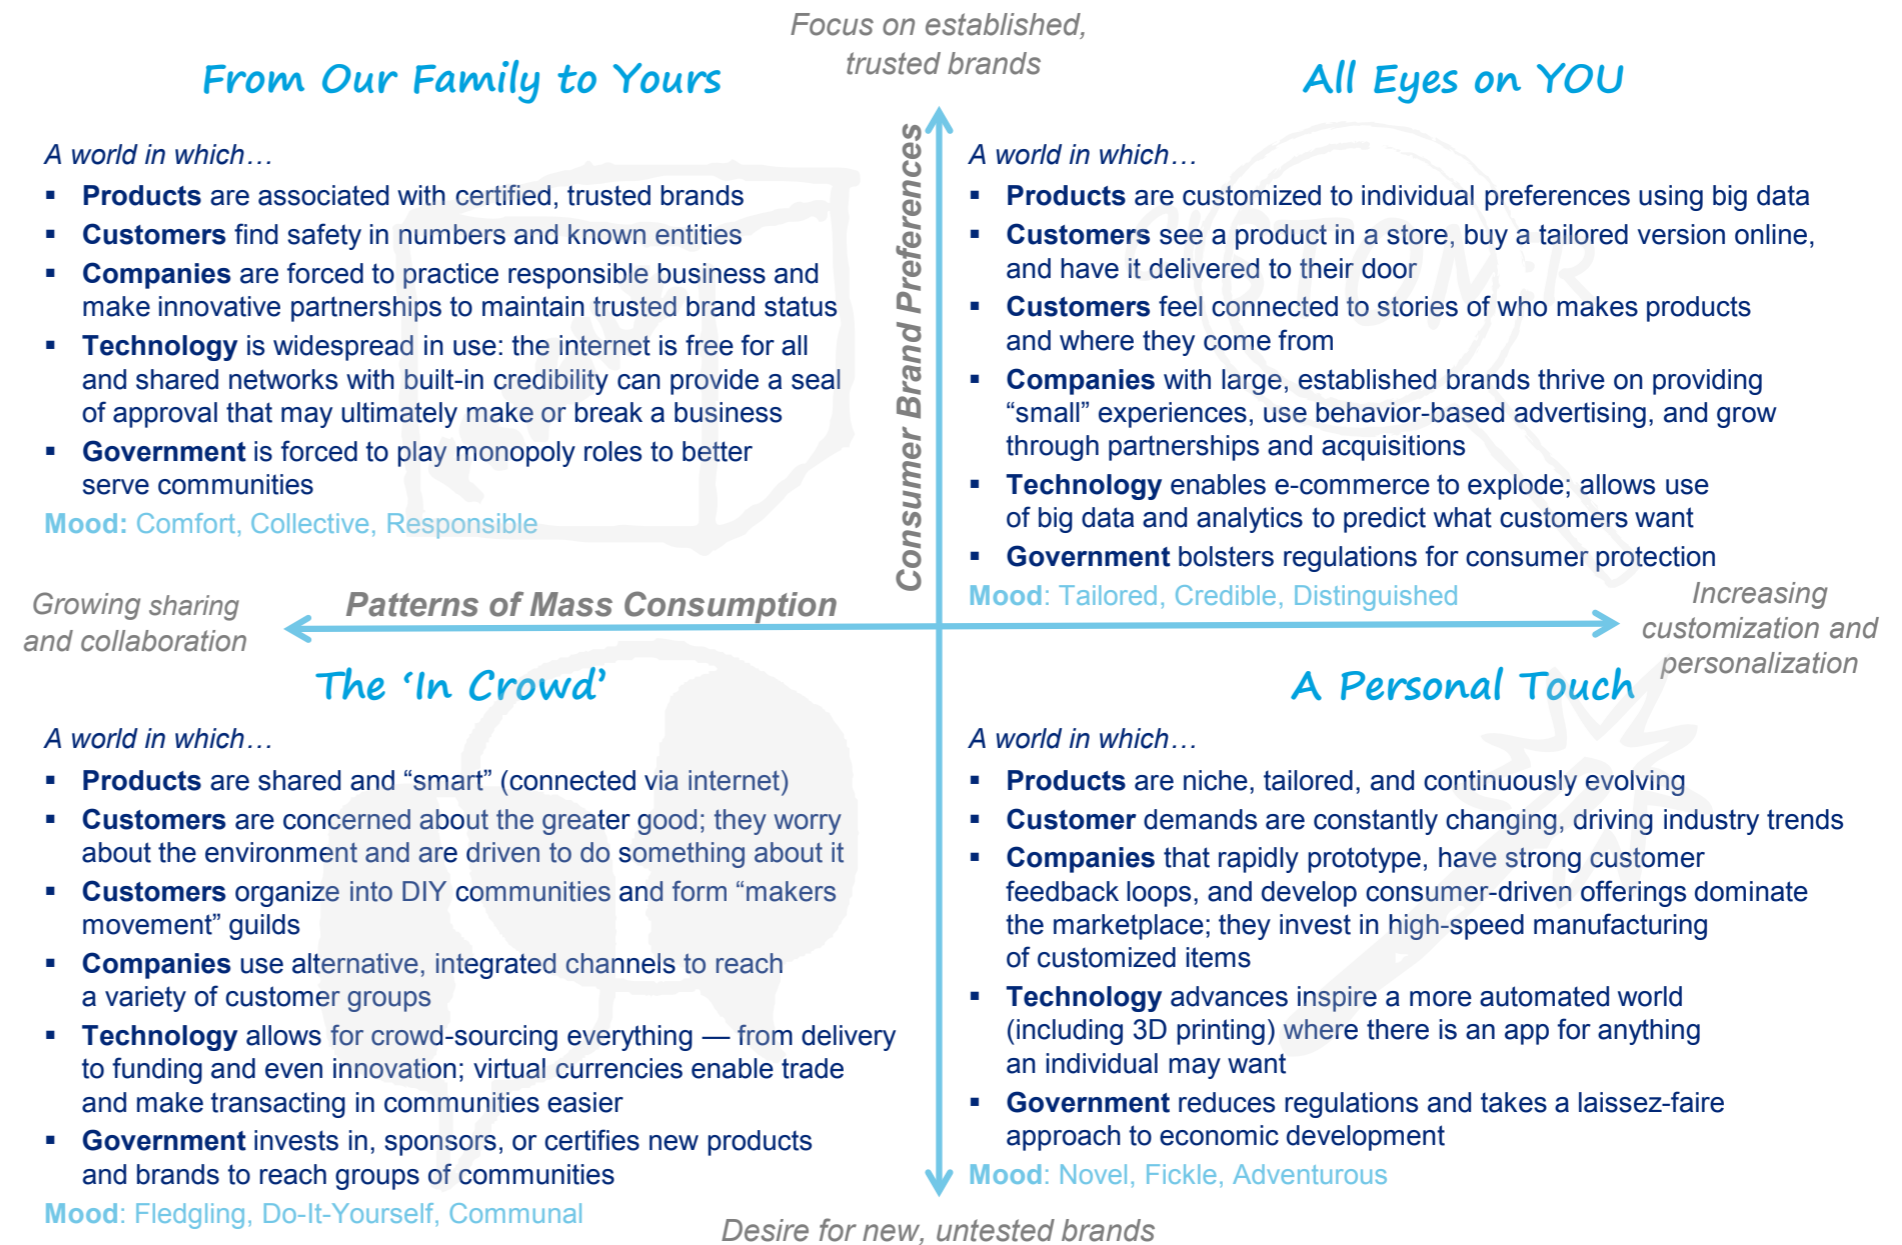 Focus on established,
trusted brands
From Our Family to Yours
A world in which…
▪ Products are associated with certified, trusted brands
▪ Customers find safety in numbers and known entities
▪ Companies are forced to practice responsible business and
make innovative partnerships to maintain trusted brand status
▪ Technology is widespread in use: the internet is free for all
and shared networks with built-in credibility can provide a seal
of approval that may ultimately make or break a business
▪ Government is forced to play monopoly roles to better
serve communities
Mood: Comfort, Collective, Responsible
Consumer Brand Preferences
All Eyes on YOU
A world in which…
▪ Products are customized to individual preferences using big data
▪ Customers see a product in a store, buy a tailored version online,
and have it delivered to their door
▪ Customers feel connected to stories of who makes products
and where they come from
▪ Companies with large, established brands thrive on providing
“small” experiences, use behavior-based advertising, and grow
through partnerships and acquisitions
▪ Technology enables e-commerce to explode; allows use
of big data and analytics to predict what customers want
▪ Government bolsters regulations for consumer protection
Mood: Tailored, Credible, Distinguished
Growing sharing
and collaboration
Patterns of Mass Consumption
Increasing
customization and
personalization
The ‘In Crowd’
A world in which…
▪ Products are shared and “smart” (connected via internet)
▪ Customers are concerned about the greater good; they worry
about the environment and are driven to do something about it
▪ Customers organize into DIY communities and form “makers
movement” guilds
▪ Companies use alternative, integrated channels to reach
a variety of customer groups
▪ Technology allows for crowd-sourcing everything — from delivery
to funding and even innovation; virtual currencies enable trade
and make transacting in communities easier
▪ Government invests in, sponsors, or certifies new products
and brands to reach groups of communities
Mood: Fledgling, Do-It-Yourself, Communal
A Personal Touch
A world in which…
▪ Products are niche, tailored, and continuously evolving
▪ Customer demands are constantly changing, driving industry trends
▪ Companies that rapidly prototype, have strong customer
feedback loops, and develop consumer-driven offerings dominate
the marketplace; they invest in high-speed manufacturing
of customized items
▪ Technology advances inspire a more automated world
(including 3D printing) where there is an app for anything
an individual may want
▪ Government reduces regulations and takes a laissez-faire
approach to economic development
Mood: Novel, Fickle, Adventurous
Desire for new, untested brands